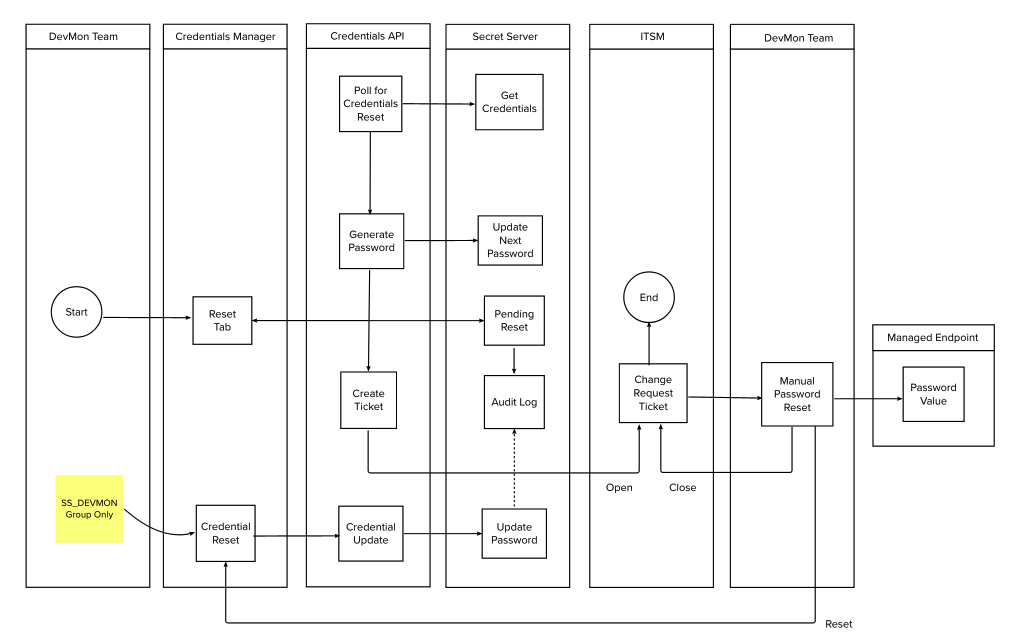 DevMon Team
Credentials Manager
Credentials API
Secret Server
ITSM
DevMon Team
Poll for
Credentials
Reset
Get
Credentials
Generate
Password
Update
Next
Password
Start
Reset
Tab
Pending
Reset
End
Managed Endpoint
Create
Ticket
Audit Log
Change
Request
Ticket
Manual
Password
Reset
Password
Value
Open
Close
SS_DEVMON
Group Only
Credential
Reset
Credential
Update
Update
Password
Reset